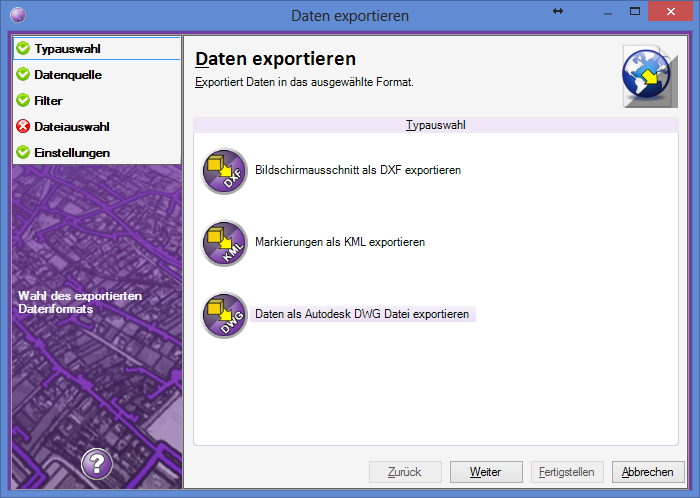 Daten exportieren
Typauswahl
Datenquelle
Filter
Dateiauswahl
Einstellungen
Wahl des exportierten
Datenformats
?
Daten exportieren
Exportiert Daten in das ausgewählte Format.
Typauswahl
DXF
Bildschirmausschnitt als DXF exportieren
KML
Markierungen als KML exportieren
DWG
Daten als Autodesk DWG Datei exportieren
Zurück
Weiter
Fertigstellen
Abbrechen